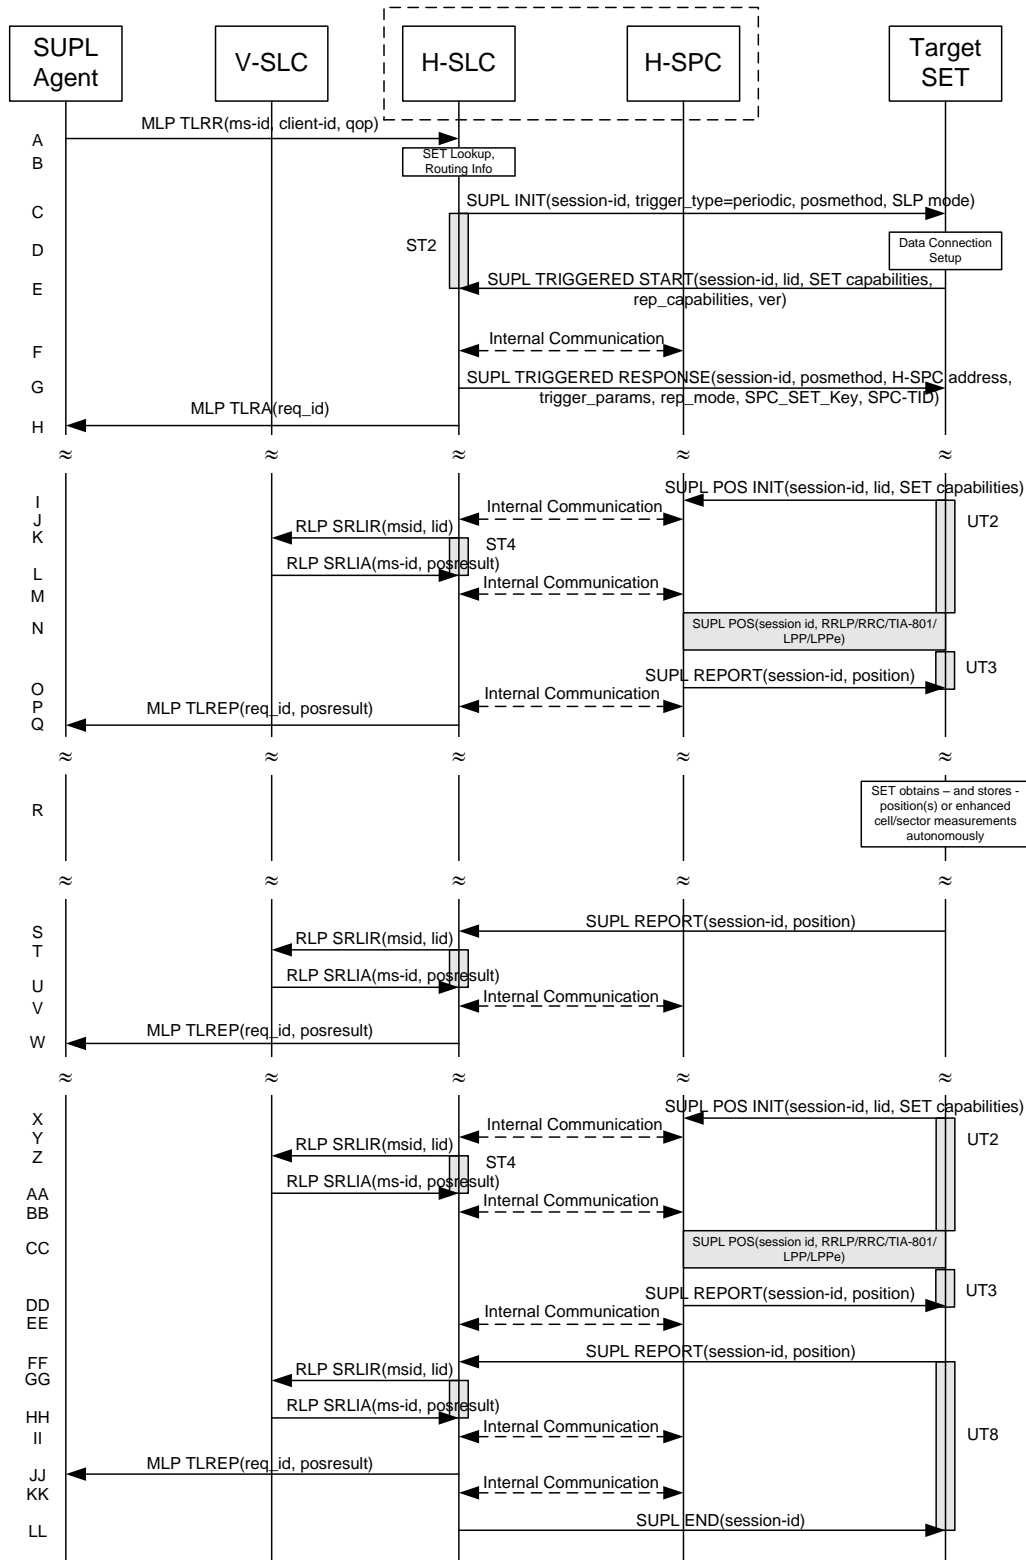 SUPL
Agent
V-SLC
H-SLC
H-SPC
Target
SET
A
MLP TLRR(ms-id, client-id, qop)
B
SET Lookup,
Routing Info
C
SUPL INIT(session-id, trigger_type=periodic, posmethod, SLP mode)
D
ST2
Data Connection
Setup
E
SUPL TRIGGERED START(session-id, lid, SET capabilities,
rep_capabilities, ver)
F
Internal Communication
G
SUPL TRIGGERED RESPONSE(session-id, posmethod, H-SPC address,
trigger_params, rep_mode, SPC_SET_Key, SPC-TID)
H
MLP TLRA(req_id)
≈ ≈ ≈ ≈ ≈
I
SUPL POS INIT(session-id, lid, SET capabilities)
J
Internal Communication
UT2
K
RLP SRLIR(msid, lid)
ST4
L
RLP SRLIA(ms-id, posresult)
M
Internal Communication
N
SUPL POS(session id, RRLP/RRC/TIA-801/
LPP/LPPe)
UT3
O
SUPL REPORT(session-id, position)
P
Internal Communication
Q
MLP TLREP(req_id, posresult)
≈ ≈ ≈ ≈ ≈
R
SET obtains – and stores -
position(s) or enhanced
cell/sector measurements
autonomously
≈ ≈ ≈ ≈ ≈
S
SUPL REPORT(session-id, position)
T
RLP SRLIR(msid, lid)
U
RLP SRLIA(ms-id, posresult)
V
Internal Communication
W
MLP TLREP(req_id, posresult)
≈ ≈ ≈ ≈ ≈
X
SUPL POS INIT(session-id, lid, SET capabilities)
Y
Internal Communication
UT2
Z
RLP SRLIR(msid, lid)
ST4
AA
RLP SRLIA(ms-id, posresult)
BB
Internal Communication
CC
SUPL POS(session id, RRLP/RRC/TIA-801/
LPP/LPPe)
UT3
DD
SUPL REPORT(session-id, position)
EE
Internal Communication
FF
SUPL REPORT(session-id, position)
GG
RLP SRLIR(msid, lid)
HH
RLP SRLIA(ms-id, posresult)
II
Internal Communication
UT8
JJ
MLP TLREP(req_id, posresult)
KK
Internal Communication
LL
SUPL END(session-id)